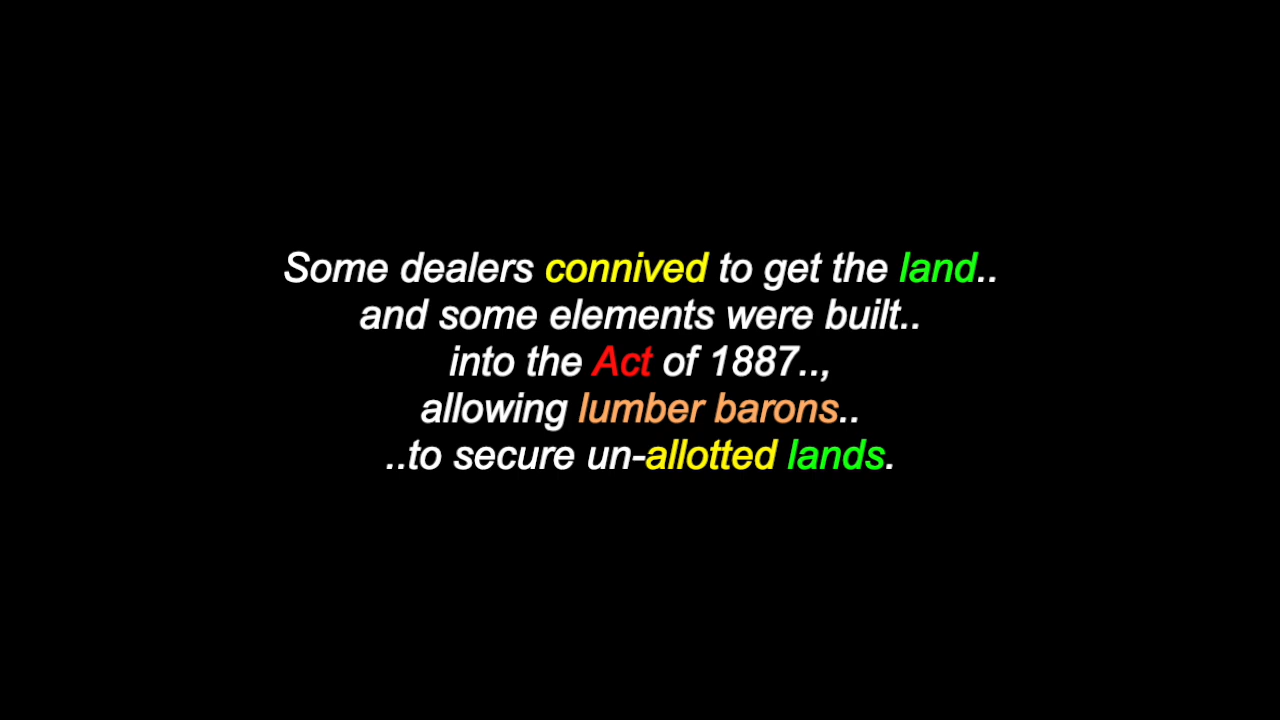 Some dealers connived to get the land..
and some elements were built..
into the Act of 1887..,
allowing lumber barons..
..to secure un-allotted lands.